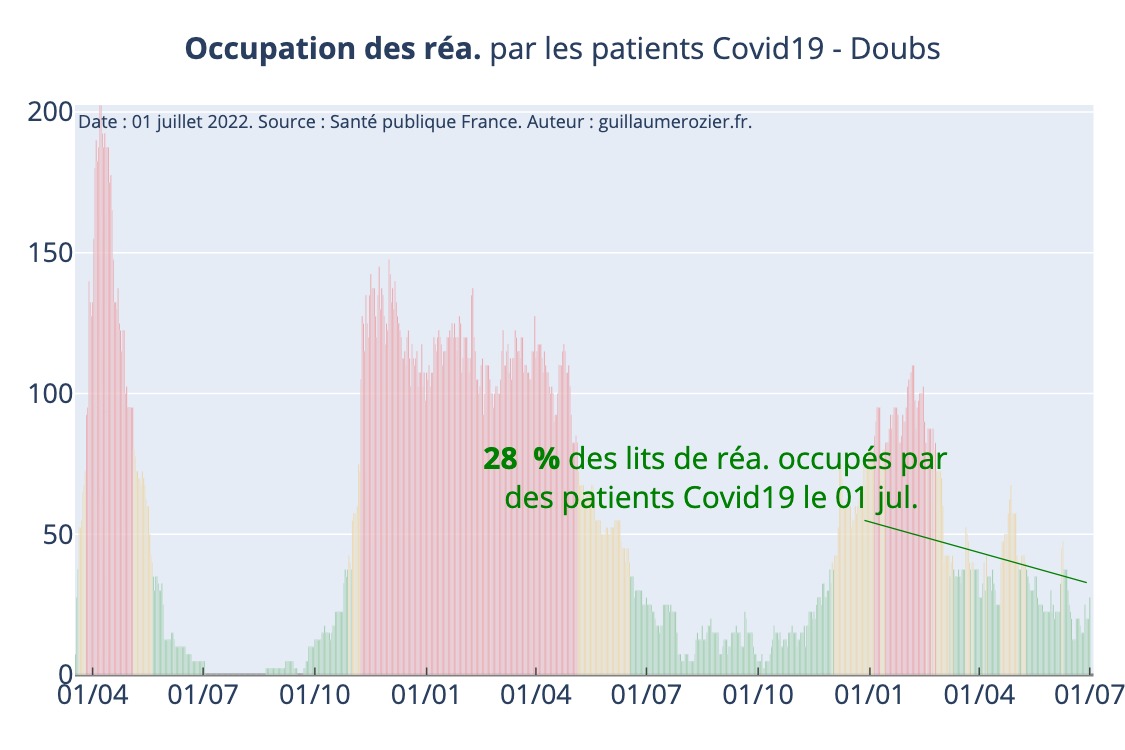 Occupation des réa. par les patients Covid19 - Doubs
200
Date : 01 juillet 2022. Source : Santé publique France. Auteur : guillaumerozier.fr.
150
100
28 % des lits de réa. occupés par
des patients Covid19 le 01 jul.
50
0
01/04 01/07 01/10 01/01 01/04 01/07 01/10 01/01 01/04 01/07